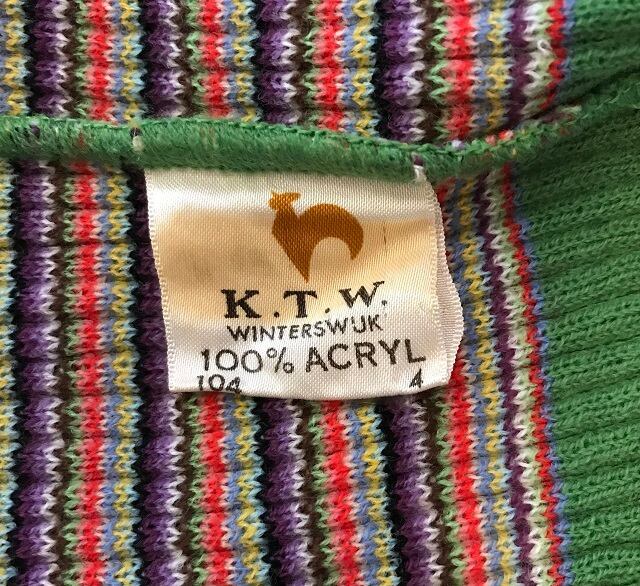 K.T.W.
WINTERSWIJK
100% ACRYL
104 4